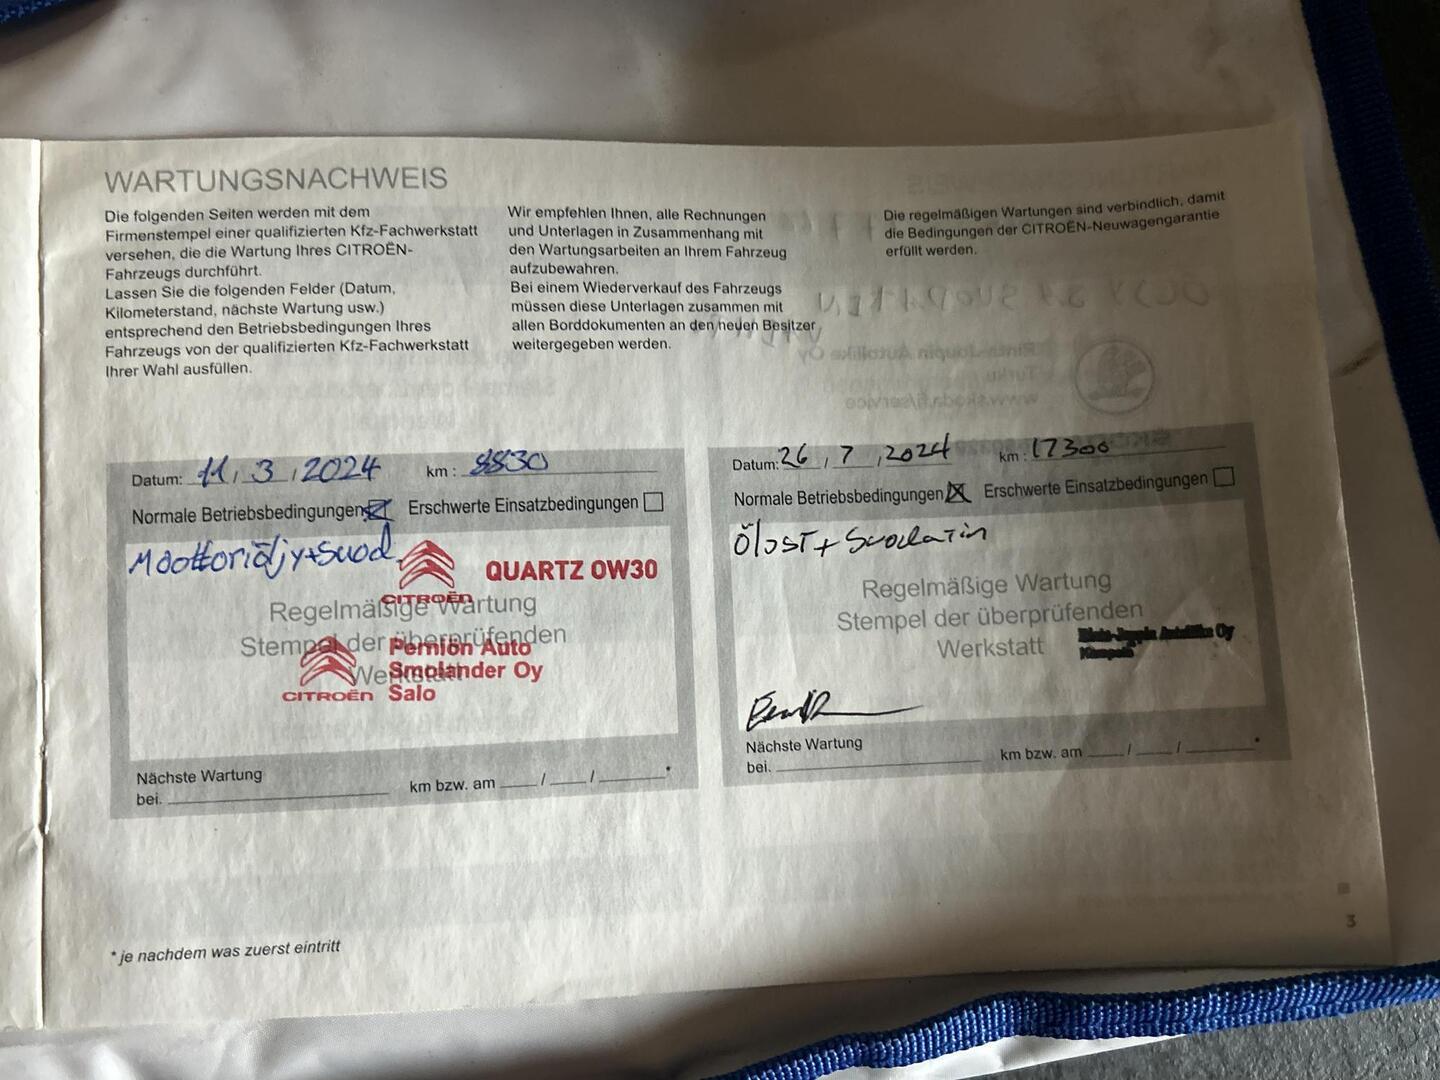 WARTUNGSNACHWEIS
Die folgenden Seiten werden mit dem
Firmenstempel einer qualifizierten Kfz-Fachwerkstatt
versehen, die die Wartung Ihres CITROËN-
Fahrzeugs durchführt.
Lassen Sie die folgenden Felder (Datum,
Kilometerstand, nächste Wartung usw.)
entsprechend den Betriebsbedingungen Ihres
Fahrzeugs von der qualifizierten Kfz-Fachwerkstatt
Ihrer Wahl ausfüllen.
Wir empfehlen Ihnen, alle Rechnungen
und Unterlagen in Zusammenhang mit
den Wartungsarbeiten an Ihrem Fahrzeug
aufzubewahren.
Bei einem Wiederverkauf des Fahrzeugs
müssen diese Unterlagen zusammen mit
allen Borddokumenten an den neuen Besitzer
weitergegeben werden.
Die regelmäßigen Wartungen sind verbindlich, damit
die Bedingungen der CITROËN-Neuwagengarantie
erfüllt werden.
Datum: 11, 3, 2024 km: 8830
Normale Betriebsbedingungen Erschwerte Einsatzbedingungen
Moottoriöljy+Suod.
CITROËN
QUARTZ 0W30
Regelmäßige Wartung
Stempel der überprüfenden
Werkstatt
CITROËN
Perniön Auto
Smolander Oy
Salo
Nächste Wartung
bei. km bzw. am / / *
Datum: 26, 7, 2024 km: 17300
Normale Betriebsbedingungen Erschwerte Einsatzbedingungen
+ Suodatin
Regelmäßige Wartung
Stempel der überprüfenden
Werkstatt
Oy
Nächste Wartung
bei. km bzw. am / / *
* je nachdem was zuerst eintritt
3